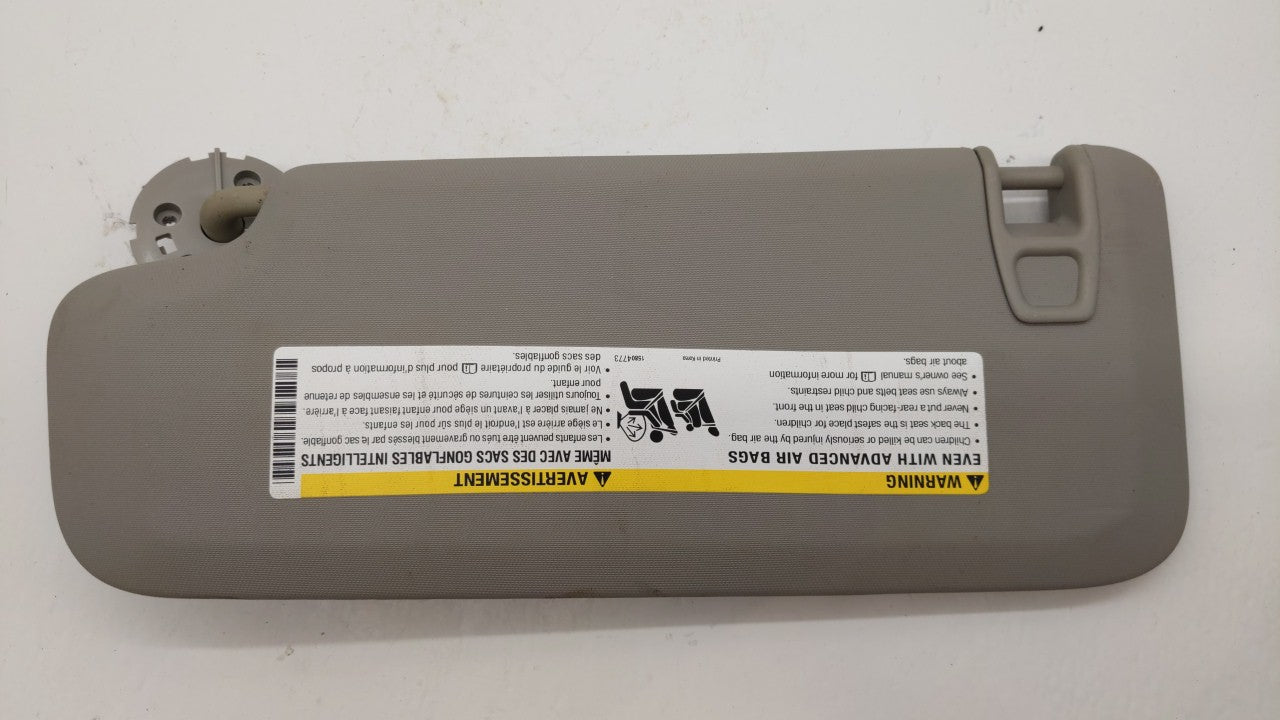 ⚠ WARNING
EVEN WITH ADVANCED AIR BAGS
• Children can be killed or seriously injured by the air bag.
• The back seat is the safest place for children.
• Never put a rear-facing child seat in the front.
• Always use seat belts and child restraints.
• See owner's manual for more information
about air bags.
Printed in Korea
15804773
⚠ AVERTISSEMENT
MÊME AVEC DES SACS GONFLABLES INTELLIGENTS
• Les enfants peuvent être tués ou gravement blessés par le sac gonflable.
• Le siège arrière est l'endroit le plus sûr pour les enfants.
• Ne jamais placer à l'avant un siège pour enfant faisant face à l'arrière.
• Toujours utiliser les ceintures de sécurité et les ensembles de retenue
pour enfant.
• Voir le guide du propriétaire pour plus d'information à propos
des sacs gonflables.